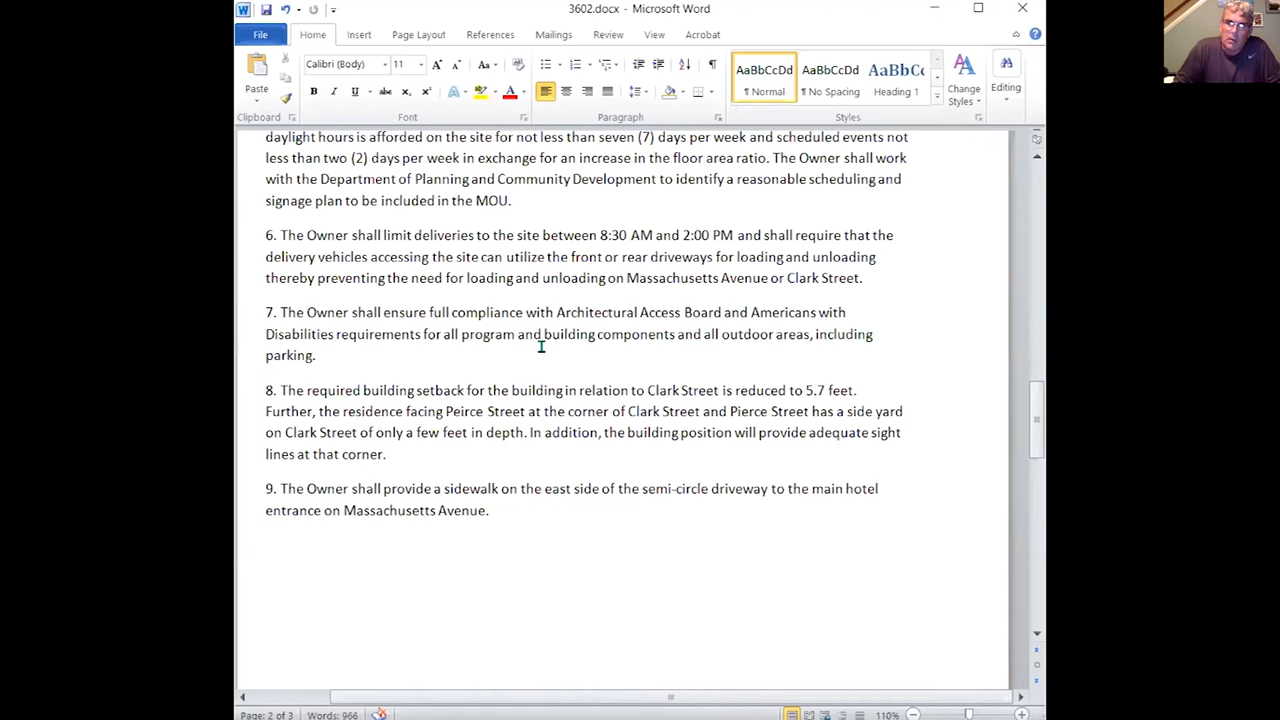 3602.docx - Microsoft Word
File Home Insert Page Layout References Mailings Review View Acrobat
Paste
Calibri (Body) 11
AaBbCcDd AaBbCcDd AaBbCc
¶ Normal ¶ No Spacing Heading 1
Change
Styles
Editing
Clipboard Font Paragraph Styles
daylight hours is afforded on the site for not less than seven (7) days per week and scheduled events not
less than two (2) days per week in exchange for an increase in the floor area ratio. The Owner shall work
with the Department of Planning and Community Development to identify a reasonable scheduling and
signage plan to be included in the MOU.
6. The Owner shall limit deliveries to the site between 8:30 AM and 2:00 PM and shall require that the
delivery vehicles accessing the site can utilize the front or rear driveways for loading and unloading
thereby preventing the need for loading and unloading on Massachusetts Avenue or Clark Street.
7. The Owner shall ensure full compliance with Architectural Access Board and Americans with
Disabilities requirements for all program and building components and all outdoor areas, including
parking.
8. The required building setback for the building in relation to Clark Street is reduced to 5.7 feet.
Further, the residence facing Peirce Street at the corner of Clark Street and Pierce Street has a side yard
on Clark Street of only a few feet in depth. In addition, the building position will provide adequate sight
lines at that corner.
9. The Owner shall provide a sidewalk on the east side of the semi-circle driveway to the main hotel
entrance on Massachusetts Avenue.
Page: 2 of 3 Words: 966 110%